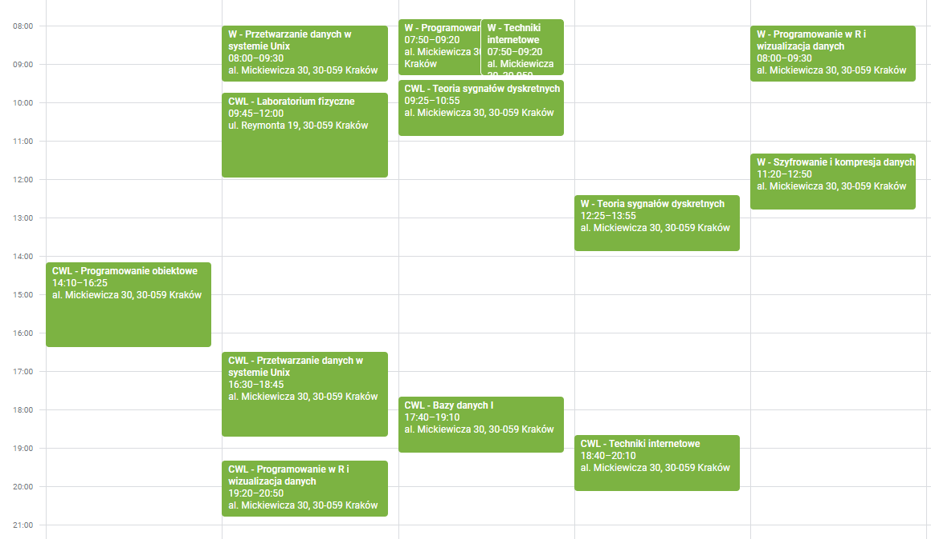 08:00
09:00
10:00
11:00
12:00
13:00
14:00
15:00
16:00
17:00
18:00
19:00
20:00
21:00
CWL - Programowanie obiektowe
14:10–16:25
al. Mickiewicza 30, 30-059 Kraków
W - Przetwarzanie danych w
systemie Unix
08:00–09:30
al. Mickiewicza 30, 30-059 Kraków
CWL - Laboratorium fizyczne
09:45–12:00
ul. Reymonta 19, 30-059 Kraków
CWL - Przetwarzanie danych w
systemie Unix
16:30–18:45
al. Mickiewicza 30, 30-059 Kraków
CWL - Programowanie w R i
wizualizacja danych
19:20–20:50
al. Mickiewicza 30, 30-059 Kraków
W - Programowan
07:50–09:20
al. Mickiewicza 30
Kraków
W - Techniki
internetowe
07:50–09:20
al. Mickiewicza
30, 30-059
CWL - Teoria sygnałów dyskretnych
09:25–10:55
al. Mickiewicza 30, 30-059 Kraków
CWL - Bazy danych I
17:40–19:10
al. Mickiewicza 30, 30-059 Kraków
W - Teoria sygnałów dyskretnych
12:25–13:55
al. Mickiewicza 30, 30-059 Kraków
CWL - Techniki internetowe
18:40–20:10
al. Mickiewicza 30, 30-059 Kraków
W - Programowanie w R i
wizualizacja danych
08:00–09:30
al. Mickiewicza 30, 30-059 Kraków
W - Szyfrowanie i kompresja danych
11:20–12:50
al. Mickiewicza 30, 30-059 Kraków